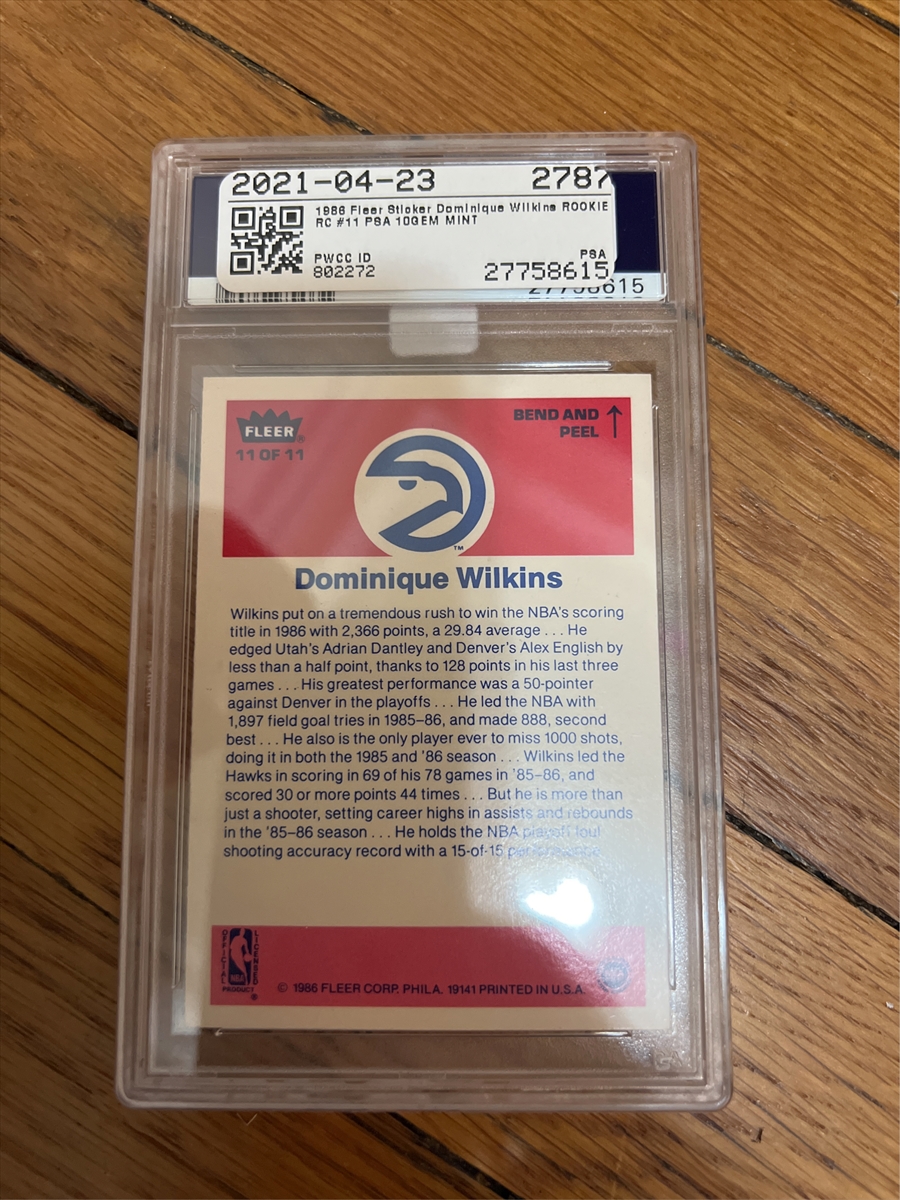 2021-04-23 2787
1986 Fleer Sticker Dominique Wilkins ROOKIE
RC #11 PSA 10GEM MINT
PWCC ID
802272
PSA
27758615
FLEER®
11 OF 11
BEND AND
PEEL
TM
Dominique Wilkins
Wilkins put on a tremendous rush to win the NBA's scoring
title in 1986 with 2,366 points, a 29.84 average . . . He
edged Utah's Adrian Dantley and Denver's Alex English by
less than a half point, thanks to 128 points in his last three
games . . . His greatest performance was a 50-pointer
against Denver in the playoffs . . . He led the NBA with
1,897 field goal tries in 1985–86, and made 888, second
best . . . He also is the only player ever to miss 1000 shots,
doing it in both the 1985 and '86 season . . . Wilkins led the
Hawks in scoring in 69 of his 78 games in '85–86, and
scored 30 or more points 44 times . . . But he is more than
just a shooter, setting career highs in assists and rebounds
in the '85–86 season . . . He holds the NBA playoff foul
shooting accuracy record with a 15-of-15
OFFICIAL LICENSED
NBA
PRODUCT
®
© 1986 FLEER CORP. PHILA. 19141 PRINTED IN U.S.A.